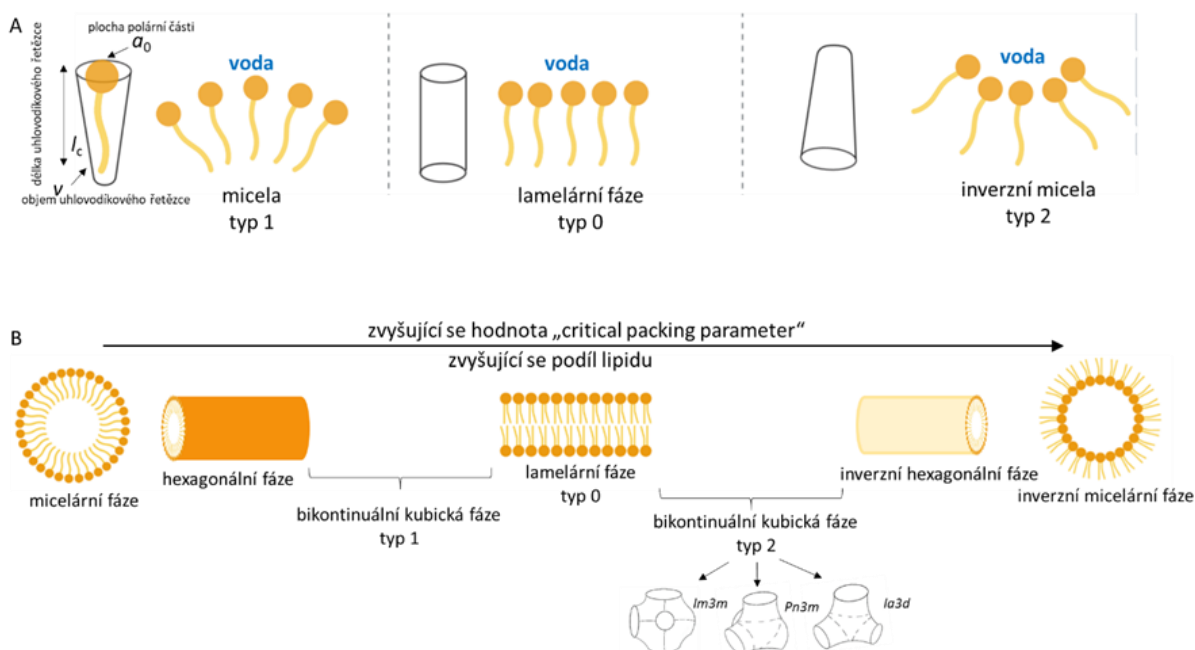 A
plocha polární části
a0
délka uhlovodíkového řetězce
lc
v
objem uhlovodíkového řetězce
voda
micela
typ 1
voda
lamelární fáze
typ 0
voda
inverzní micela
typ 2
B
zvyšující se hodnota „critical packing parameter“
zvyšující se podíl lipidu
micelární fáze
hexagonální fáze
bikontinuální kubická fáze
typ 1
lamelární fáze
typ 0
bikontinuální kubická fáze
typ 2
inverzní hexagonální fáze
inverzní micelární fáze
Im3m
Pn3m
Ia3d